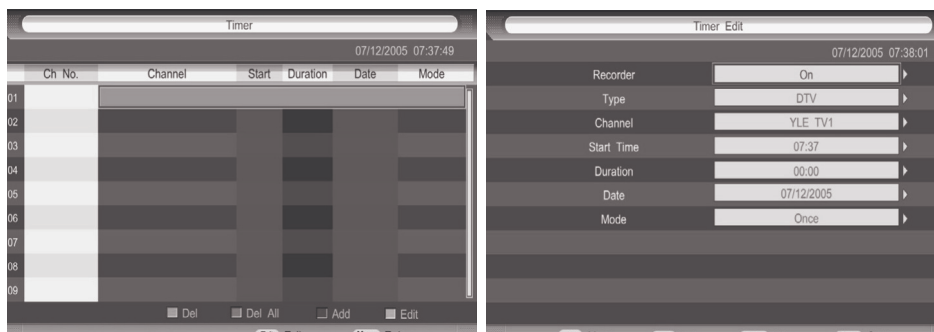 Timer
07/12/2005 07:37:49
Ch No. Channel Start Duration Date Mode
01
02
03
04
05
06
07
08
09
Del Del All Add Edit
Timer Edit
07/12/2005 07:38:01
Recorder On
Type DTV
Channel YLE TV1
Start Time 07:37
Duration 00:00
Date 07/12/2005
Mode Once